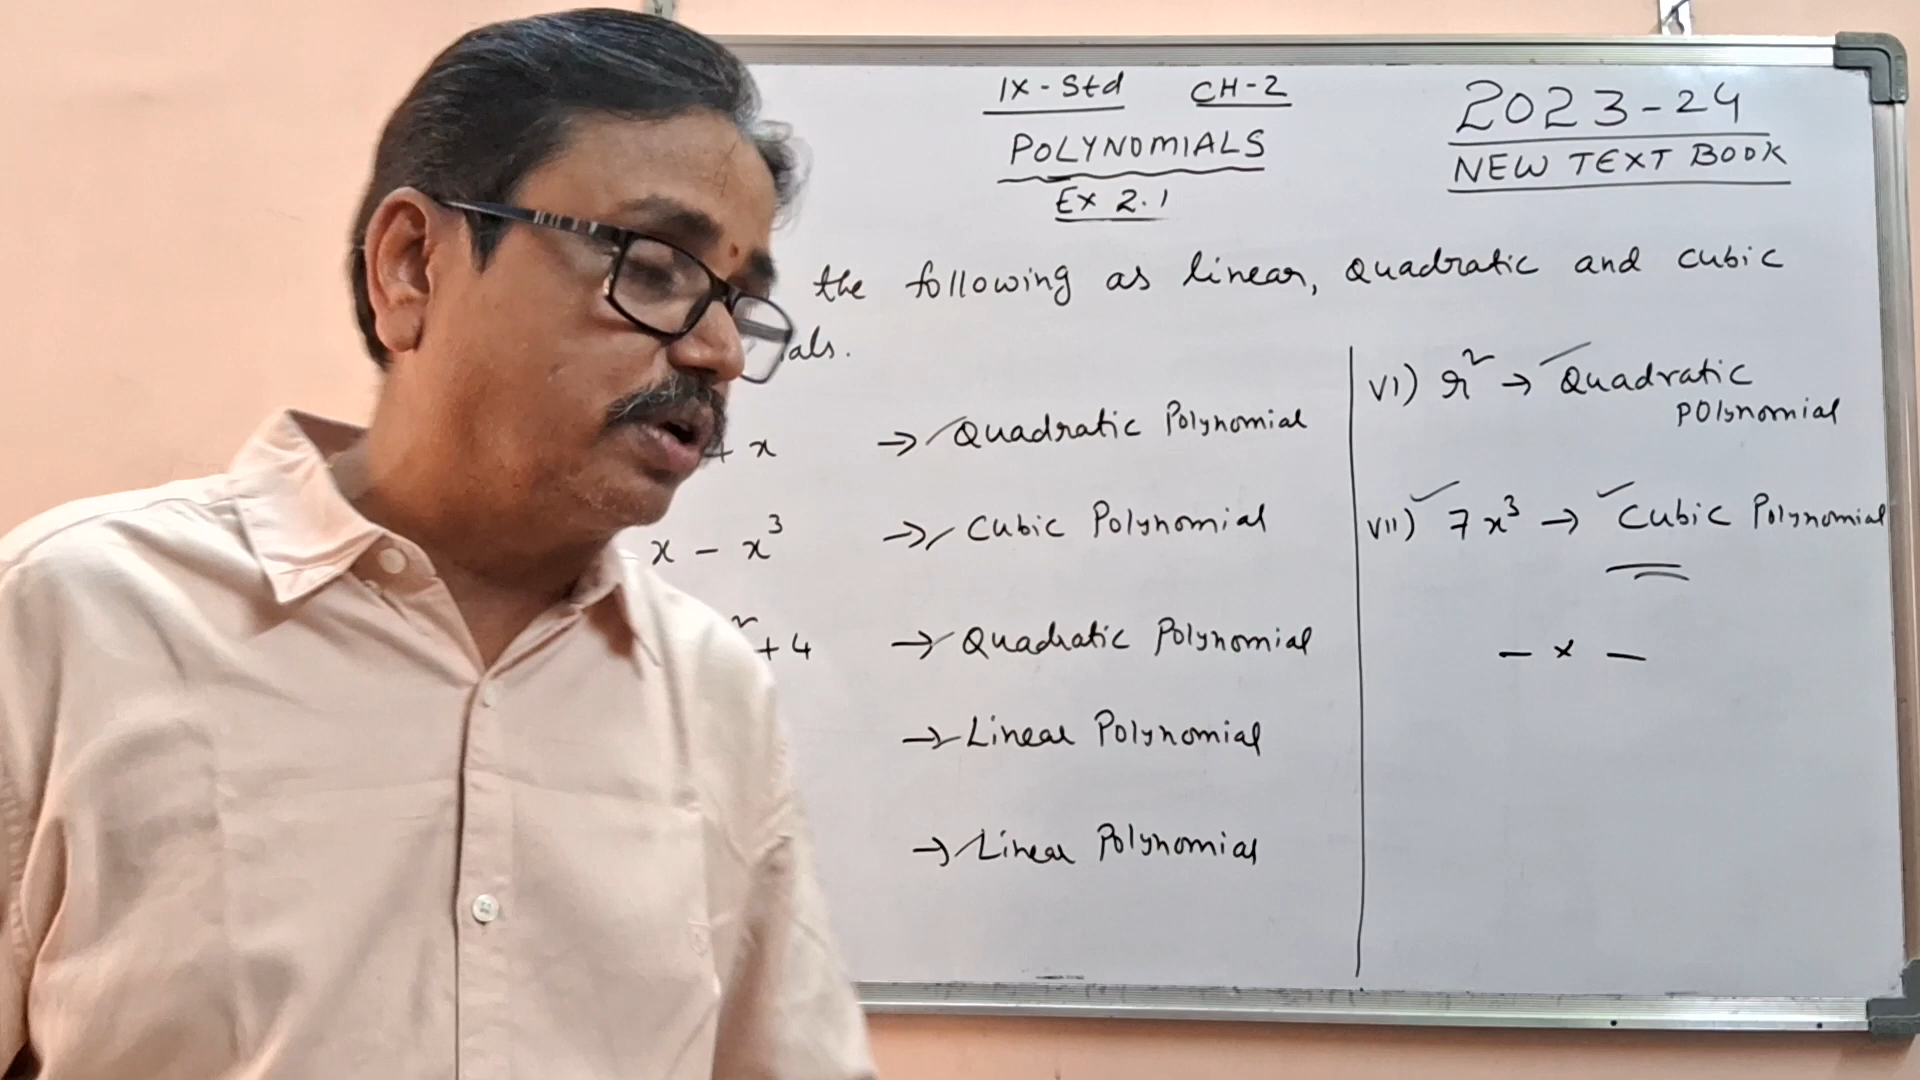 IX - Std CH-2
POLYNOMIALS
Ex 2.1
2023-24
NEW TEXT BOOK
the following as linear, Quadratic and cubic
als.
+ x → Quadratic Polynomial
x - x³ → Cubic Polynomial
² + 4 → Quadratic Polynomial
→ Linear Polynomial
→ Linear Polynomial
VI) r² → Quadratic
Polynomial
VII) 7x³ → Cubic Polynomial
— x —